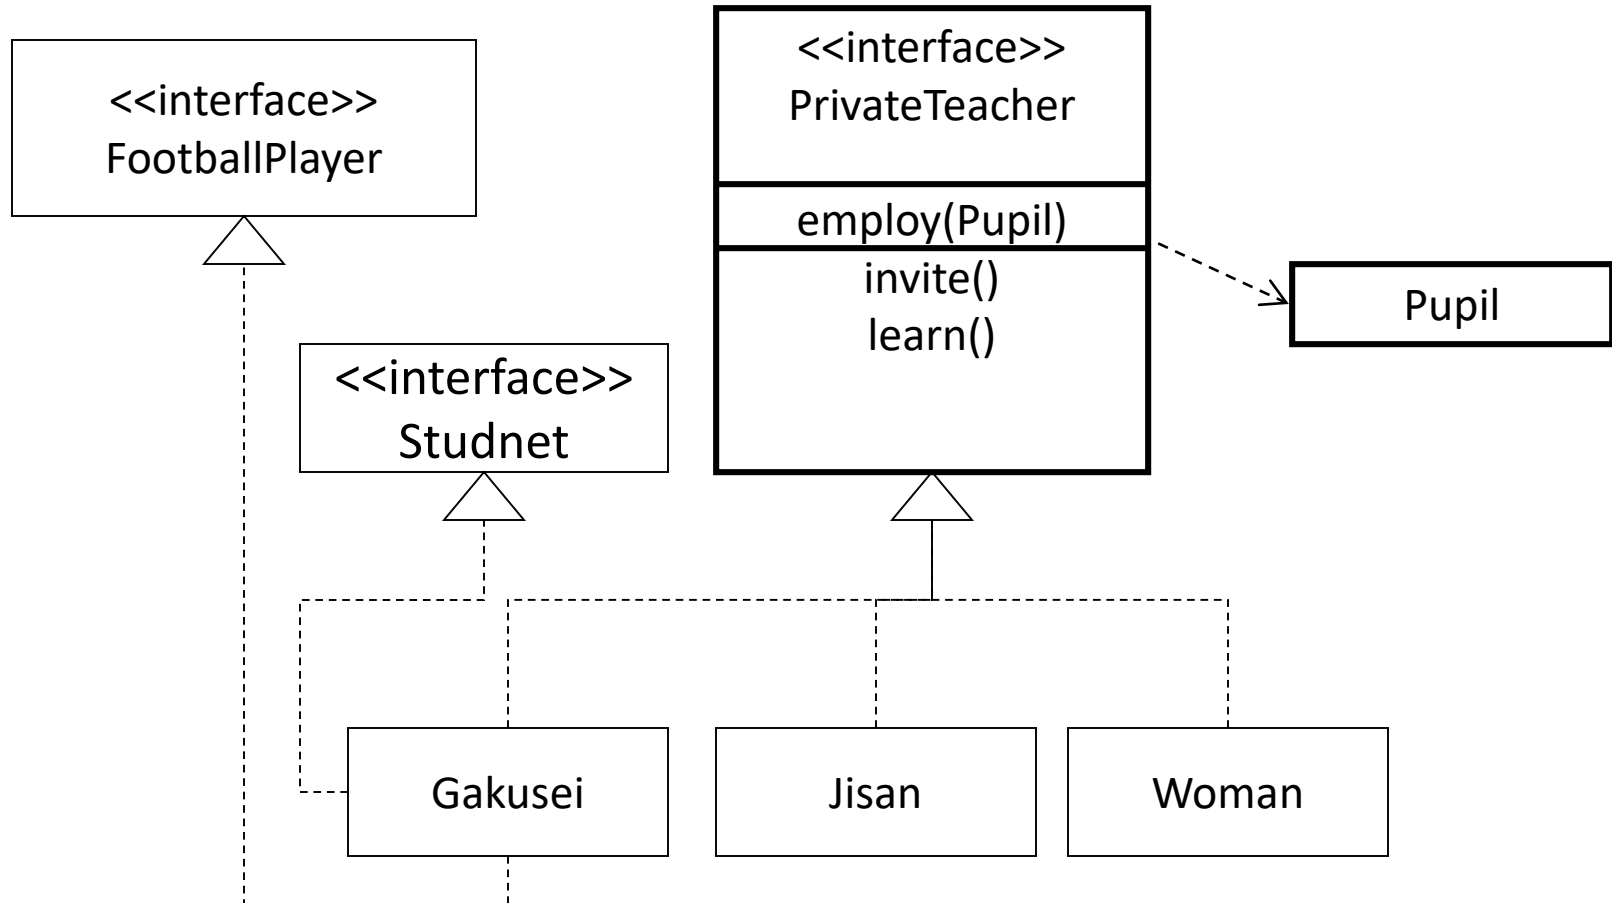 <<interface>>
FootballPlayer
<<interface>>
PrivateTeacher
employ(Pupil)
invite()
learn()
Pupil
<<interface>>
Studnet
Gakusei
Jisan
Woman